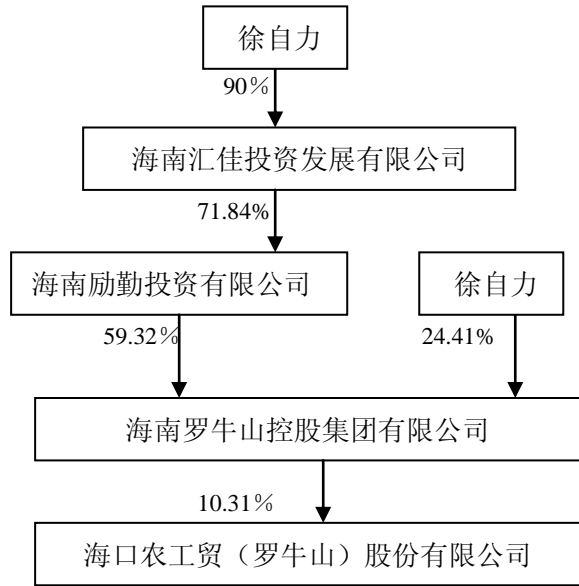 徐自力
90％
海南汇佳投资发展有限公司
71.84%
海南励勤投资有限公司
徐自力
59.32％
24.41%
海南罗牛山控股集团有限公司
10.31％
海口农工贸（罗牛山）股份有限公司